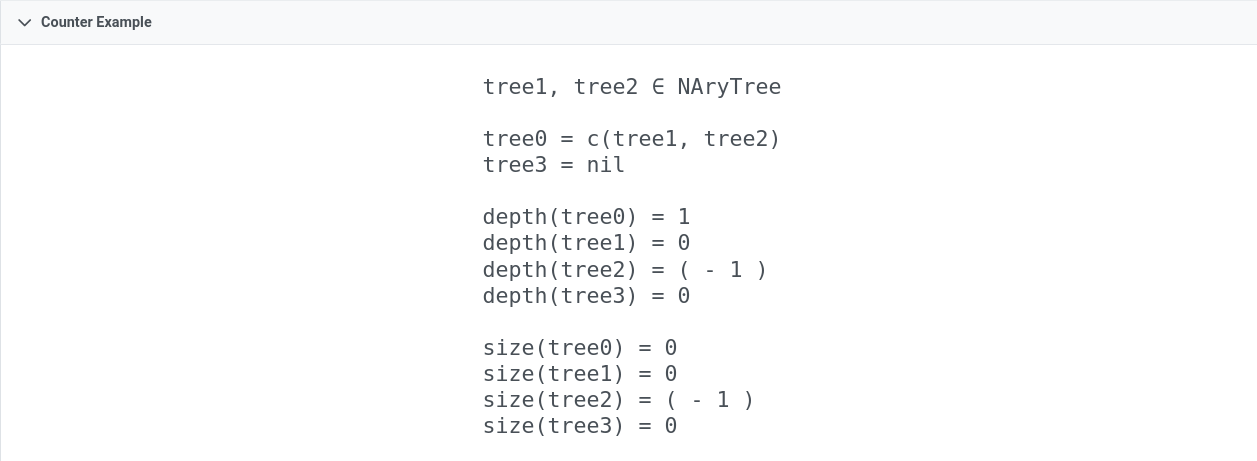 Counter Example
tree1, tree2 ∈ NAryTree
tree0 = c(tree1, tree2)
tree3 = nil
depth(tree0) = 1
depth(tree1) = 0
depth(tree2) = ( - 1 )
depth(tree3) = 0
size(tree0) = 0
size(tree1) = 0
size(tree2) = ( - 1 )
size(tree3) = 0